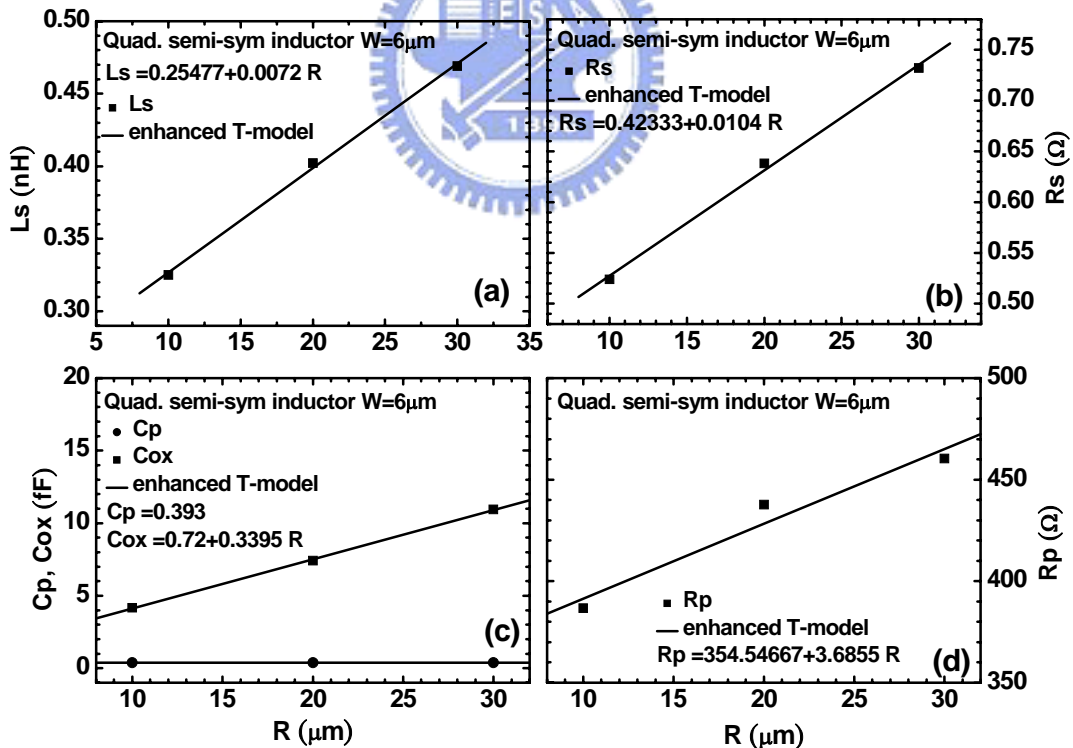 0.50
0.45
0.40
0.35
0.30
Ls (nH)
Quad. semi-sym inductor W=6μm
Ls =0.25477+0.0072 R
Ls
enhanced T-model
(a)
5
10
15
20
25
30
35
Quad. semi-sym inductor W=6μm
Rs
enhanced T-model
Rs=0.42333+0.0104 R
(b)
0.75
0.70
0.65
0.60
0.55
0.50
Rs (Ω)
10
15
20
25
30
20
15
10
5
0
Cp, Cox (fF)
Quad. semi-sym inductor W=6μm
Cp
Cox
enhanced T-model
Cp =0.393
Cox =0.72+0.3395 R
(c)
10
15
20
25
30
R (μm)
Quad. semi-sym inductor W=6μm
Rp
enhanced T-model
Rp =354.54667+3.6855 R
(d)
500
450
400
350
Rp (Ω)
10
15
20
25
30
R (μm)